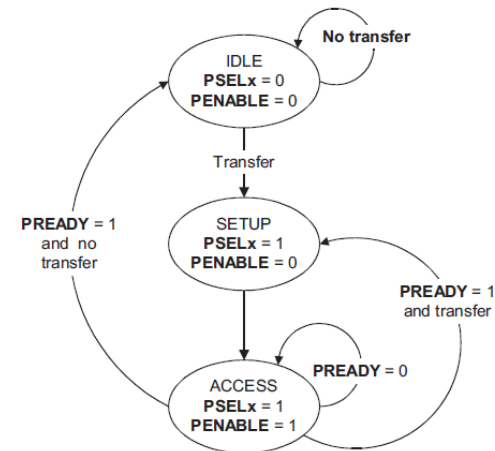 No transfer
IDLE
PSELx = 0
PENABLE = 0
Transfer
SETUP
PSELx = 1
PENABLE = 0
PREADY = 1
and no
transfer
PREADY = 1
and transfer
PREADY = 0
ACCESS
PSELx = 1
PENABLE = 1